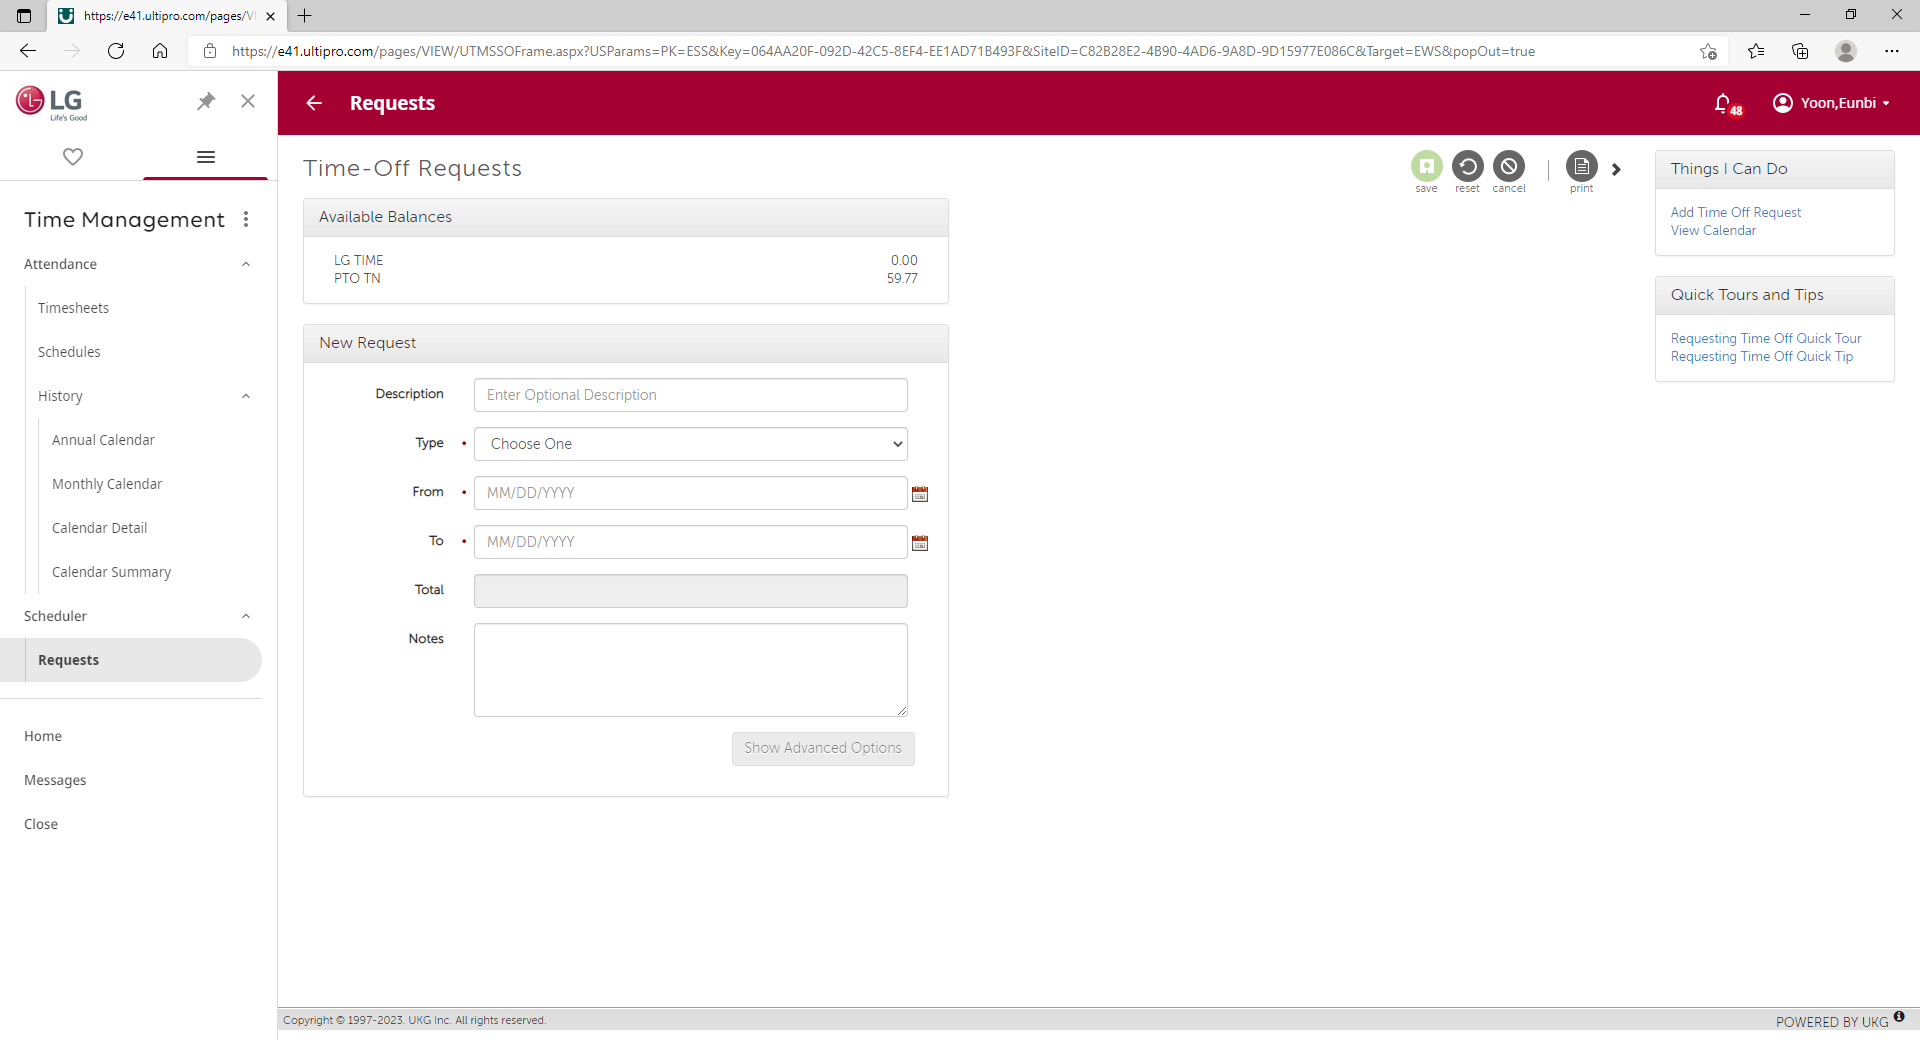 https://e41.ultipro.com/pages/VI
https://e41.ultipro.com/pages/VIEW/UTMSSOFrame.aspx?USParams=PK=ESS&Key=064AA20F-092D-42C5-8EF4-EE1AD71B493F&SiteID=C82B28E2-4B90-4AD6-9A8D-9D15977E086C&Target=EWS&popOut=true
LG
Life's Good
Requests
48
Yoon,Eunbi
Time Management
Attendance
Timesheets
Schedules
History
Annual Calendar
Monthly Calendar
Calendar Detail
Calendar Summary
Scheduler
Requests
Home
Messages
Close
Time-Off Requests
save
reset
cancel
print
Available Balances
LG TIME 0.00
PTO TN 59.77
New Request
Description Enter Optional Description
Type • Choose One
From • MM/DD/YYYY
To • MM/DD/YYYY
Total
Notes
Show Advanced Options
Things I Can Do
Add Time Off Request
View Calendar
Quick Tours and Tips
Requesting Time Off Quick Tour
Requesting Time Off Quick Tip
Copyright © 1997-2023. UKG Inc. All rights reserved.
POWERED BY UKG